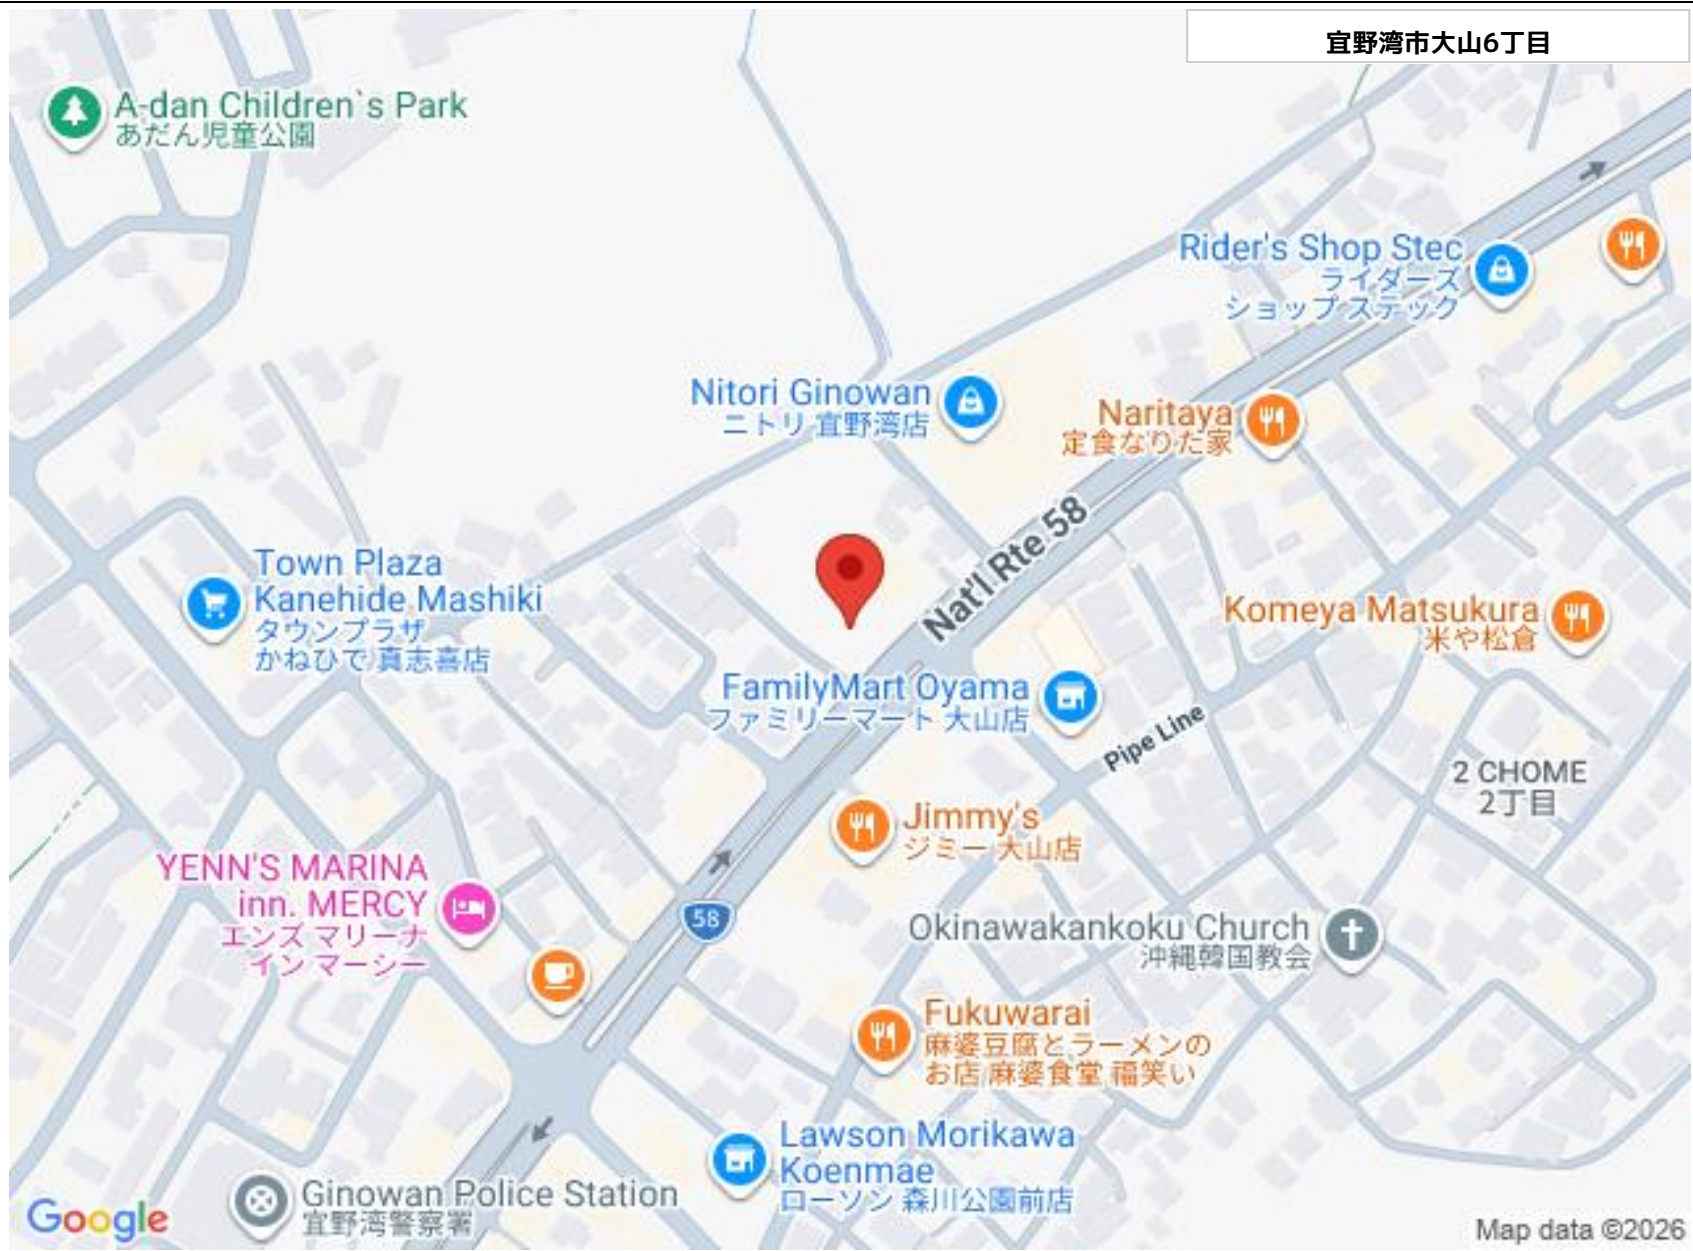 宜野湾市大山6丁目
A-dan Children`s Park
あだん児童公園
Rider's Shop Stec
ライダーズ
ショップ ステック
Nitori Ginowan
ニトリ 宜野湾店
Naritaya
定食なりた家
Nat'l Rte 58
Town Plaza
Kanehide Mashiki
タウンプラザ
かねひで 真志喜店
Komeya Matsukura
米や松倉
FamilyMart Oyama
ファミリーマート 大山店
Pipe Line
2 CHOME
2丁目
Jimmy's
ジミー 大山店
YENN'S MARINA
inn. MERCY
エンズ マリーナ
イン マーシー
58
Okinawakankoku Church
沖縄韓国教会
Fukuwarai
麻婆豆腐とラーメンの
お店 麻婆食堂 福笑い
Lawson Morikawa
Koenmae
ローソン 森川公園前店
Ginowan Police Station
宜野湾警察署
Google
Map data ©2026